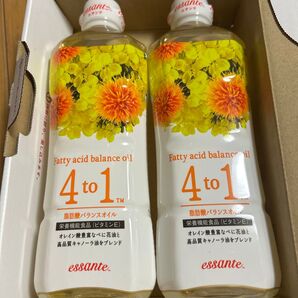 essante
essante
Fatty acid balance oil
4 to 1™
脂肪酸バランスオイル
栄養機能食品(ビタミンE)
オレイン酸豊富なべに花油と
高品質キャノーラ油をブレンド
essante.
Fatty acid balance oil
4 to 1
脂肪酸バランスオイル
栄養機能食品(ビタミンE)
オレイン酸豊富なべに花油と
高品質キャノーラ油をブレンド
essante.